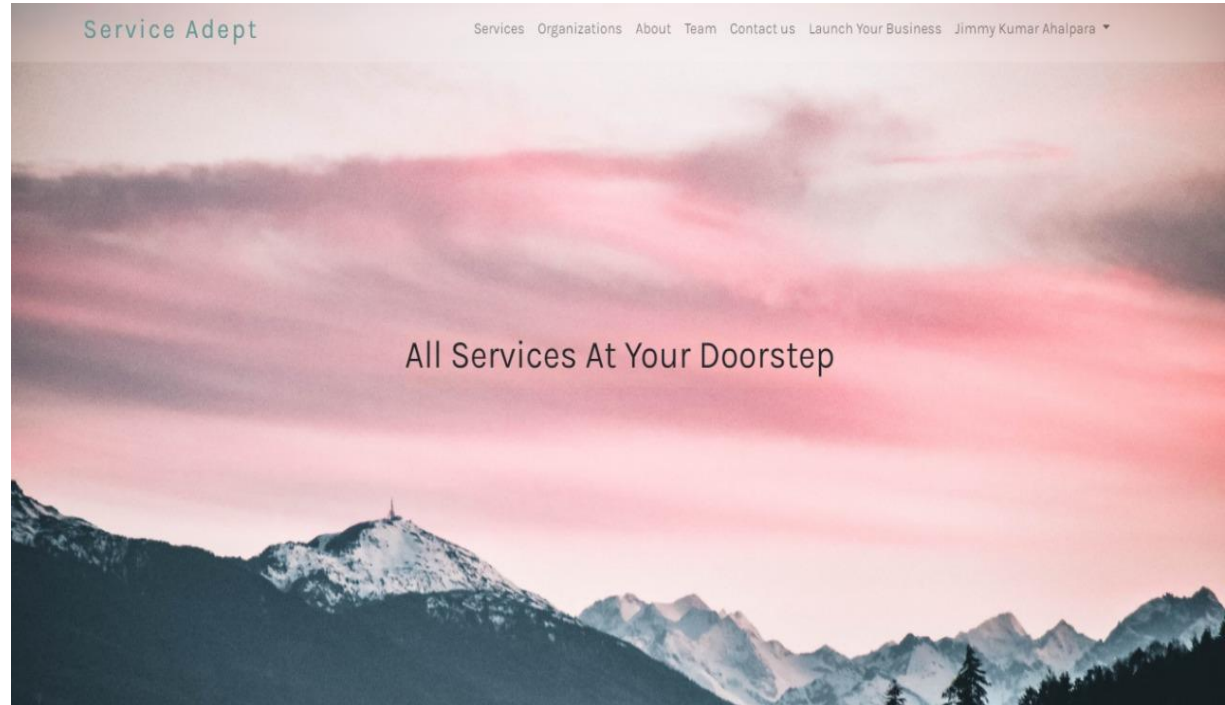 Service Adept
Services Organizations About Team Contact us Launch Your Business Jimmy Kumar Ahalpara
All Services At Your Doorstep